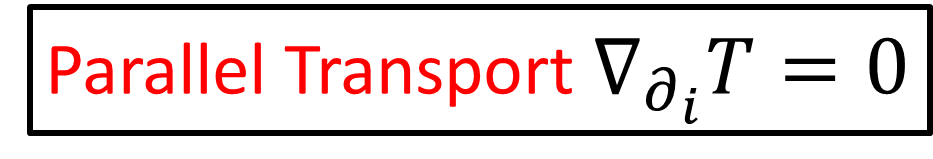 Parallel Transport ∇_{∂_i} T = 0